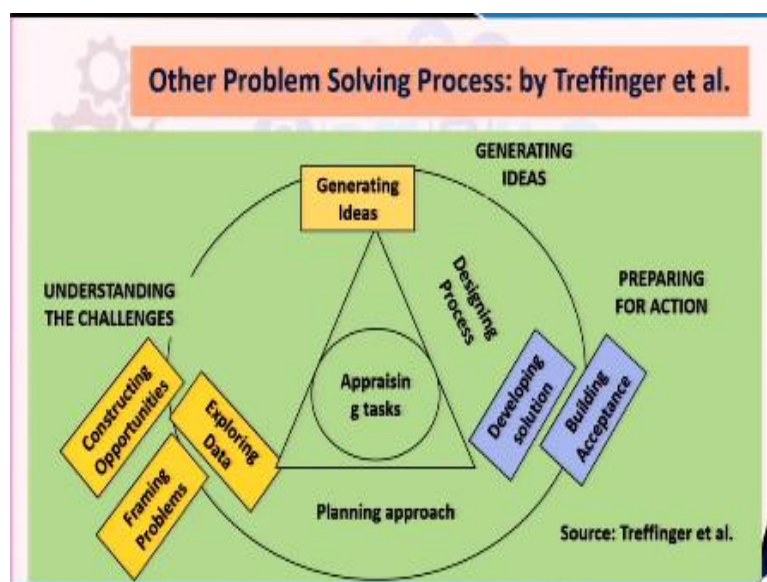 Other Problem Solving Process: by Treffinger et al.
GENERATING
IDEAS
Generating
Ideas
UNDERSTANDING
THE CHALLENGES
Designing
Process
PREPARING
FOR ACTION
Constructing
Opportunities
Exploring
Data
Framing
Problems
Appraisin
g tasks
Developing
solution
Building
Acceptance
Planning approach
Source: Treffinger et al.